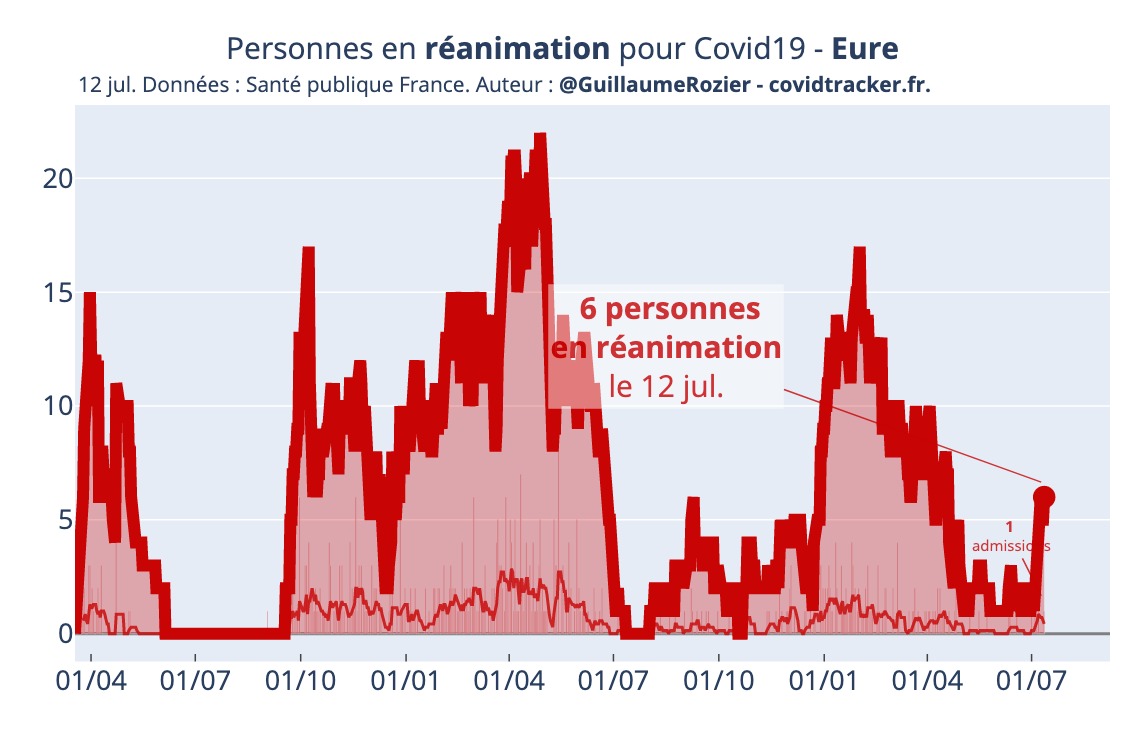 Personnes en réanimation pour Covid19 - Eure
12 jul. Données : Santé publique France. Auteur : @GuillaumeRozier - covidtracker.fr.
20
15
10
5
0
6 personnes
en réanimation
le 12 jul.
1
admissions
01/04 01/07 01/10 01/01 01/04 01/07 01/10 01/01 01/04 01/07